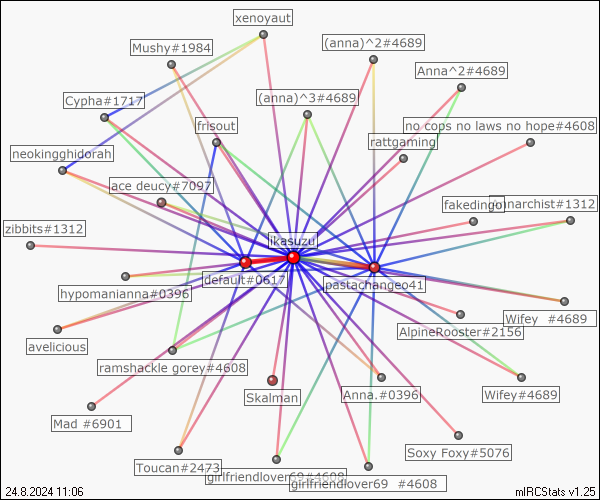 xenoyaut
Mushy#1984
(anna)^2#4689
Anna^2#4689
Cypha#1717
(anna)^3#4689
frlsout
no cops no laws no hope#4608
rattgaming
neokingghidorah
ace deucy#7097
fakedingo
annarchist#1312
zibbits#1312
ikasuzu
default#0617
pastachangeo41
hypomanianna#0396
Wifey #4689
AlpineRooster#2156
avelicious
ramshackle gorey#4608
Skalman
Anna.#0396
Wifey#4689
Mad #6901
Soxy Foxy#5076
Toucan#2473
girlfriendlover69#4608
girlfriendlover69 #4608
24.8.2024 11:06
mIRCStats v1.25